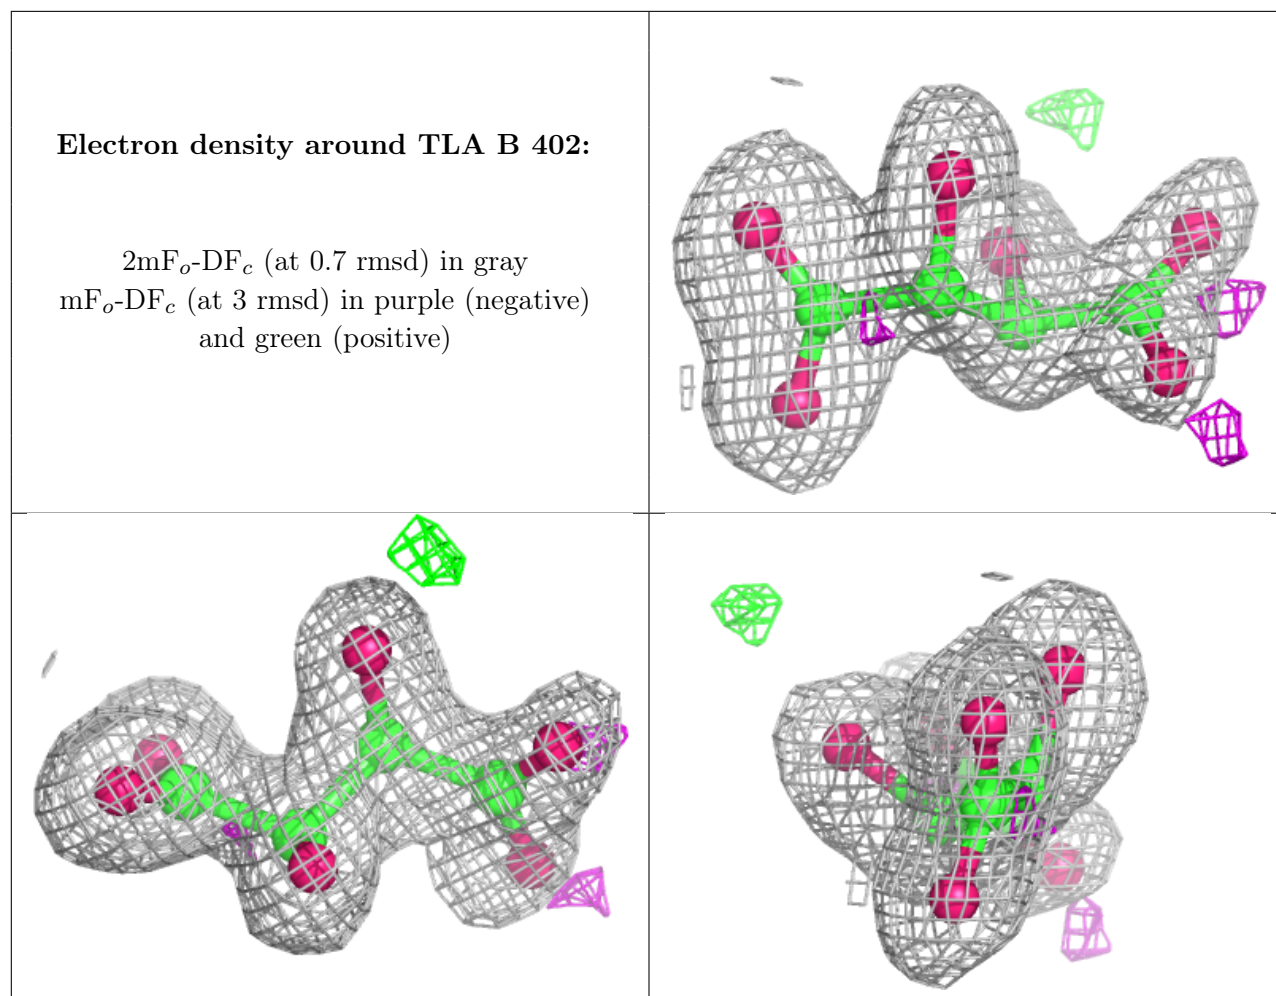 Electron density around TLA B 402:
2mFo-DFc (at 0.7 rmsd) in gray
mFo-DFc (at 3 rmsd) in purple (negative)
and green (positive)